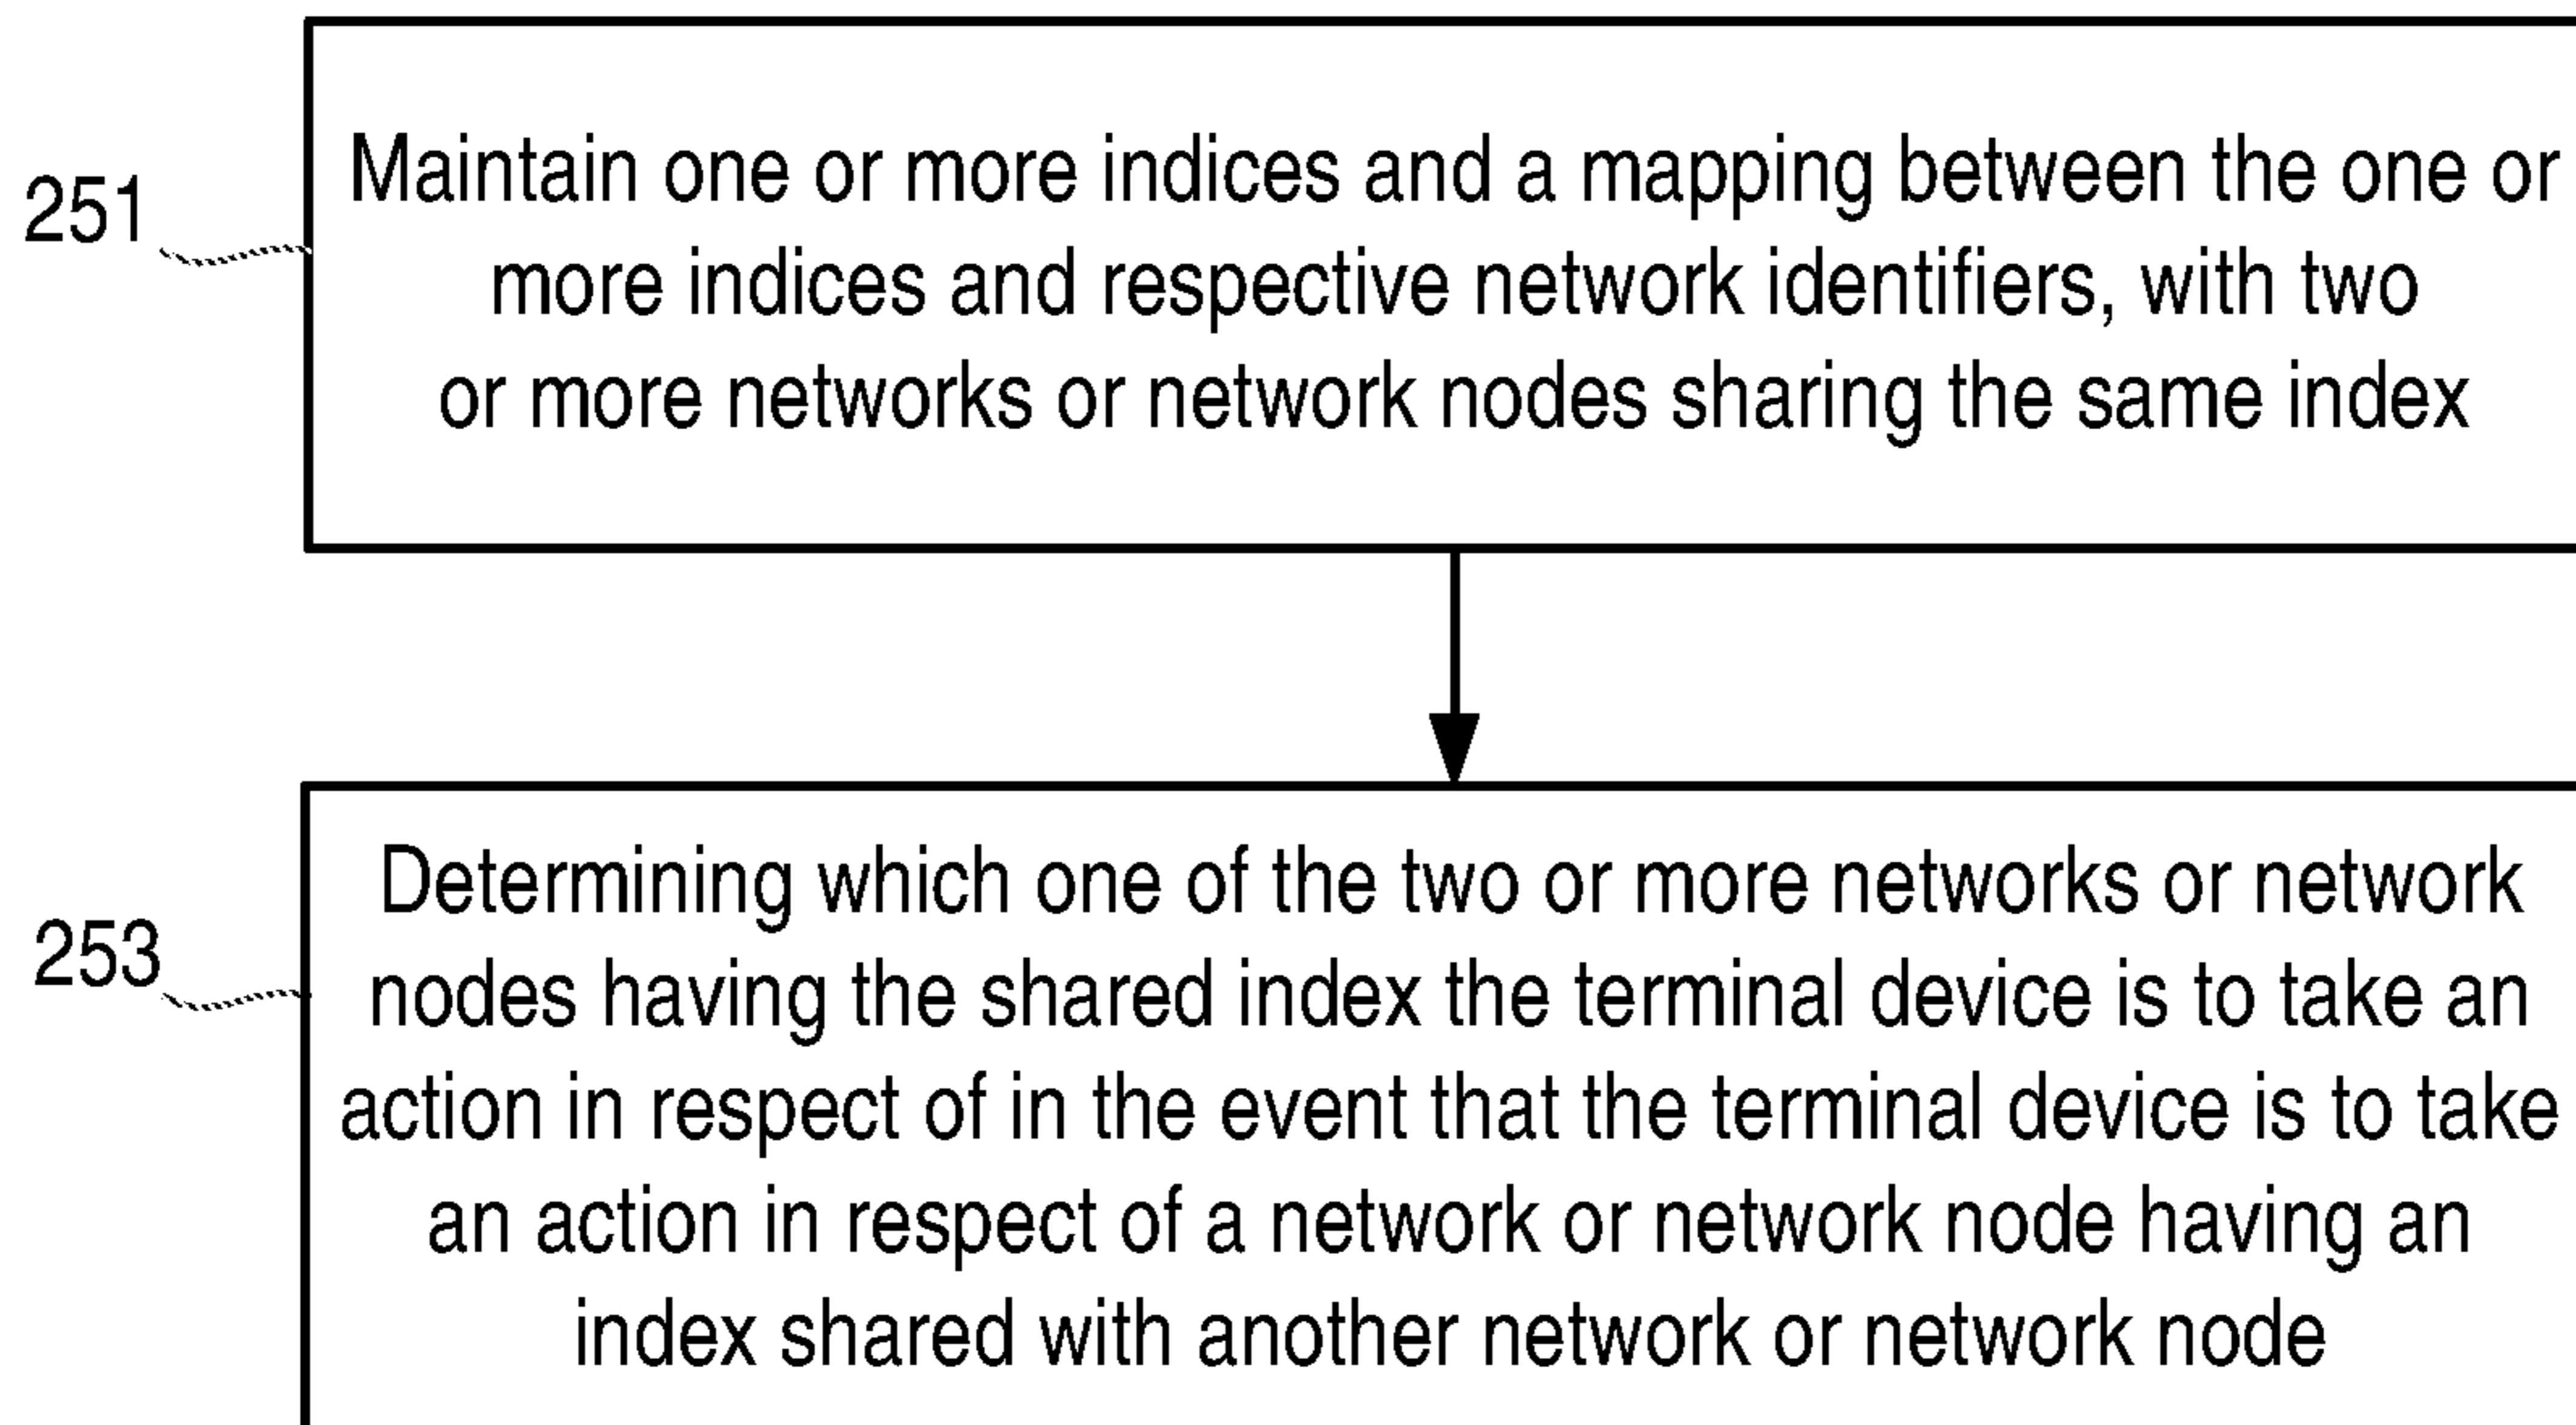 251
Maintain one or more indices and a mapping between the one or
more indices and respective network identifiers, with two
or more networks or network nodes sharing the same index
253
Determining which one of the two or more networks or network
nodes having the shared index the terminal device is to take an
action in respect of in the event that the terminal device is to take
an action in respect of a network or network node having an
index shared with another network or network node